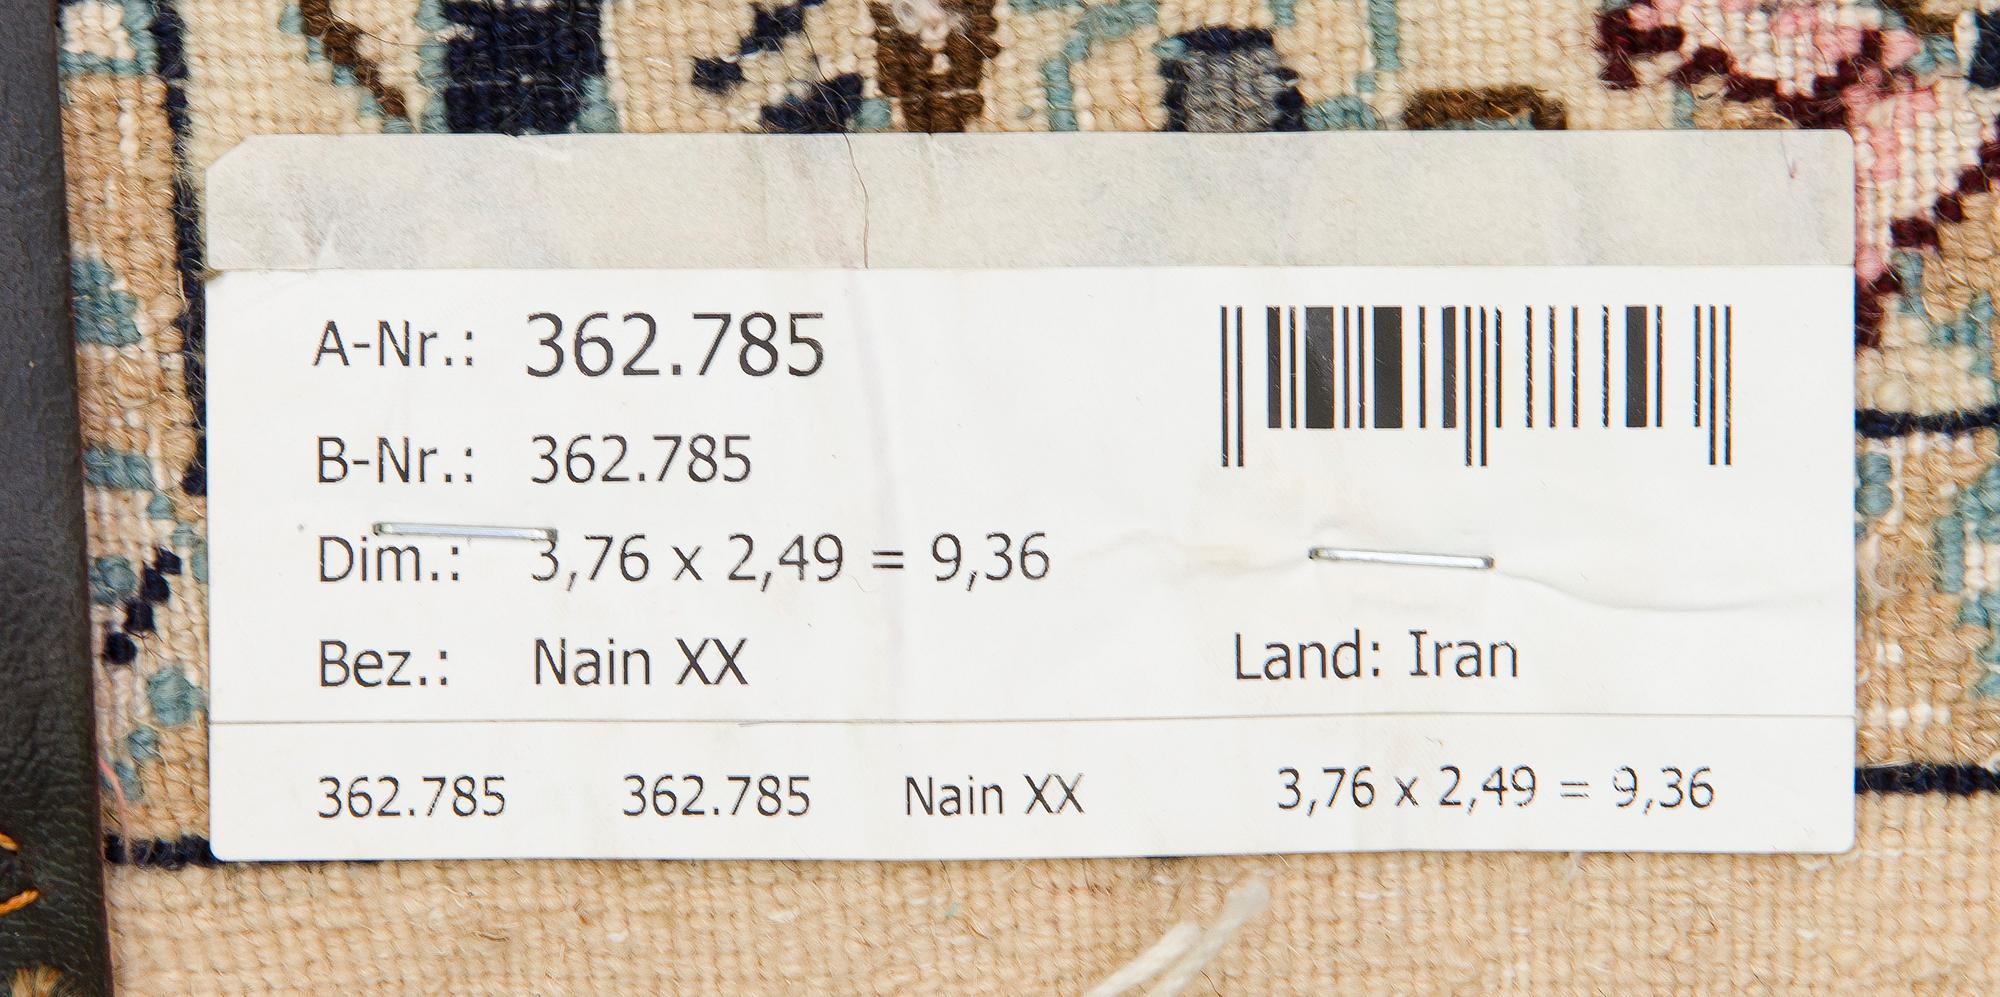 A-Nr.: 362.785
B-Nr.: 362.785
Dim.: 3,76 x 2,49 = 9,36
Bez.: Nain XX Land: Iran
362.785 362.785 Nain XX 3,76 x 2,49 = 9,36